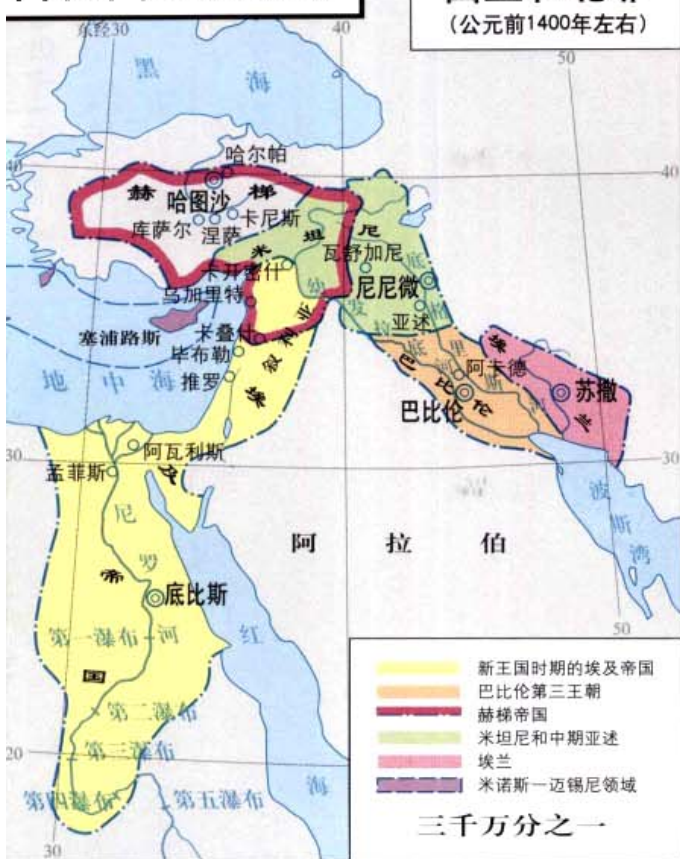 (公元前1400年左右)
东经30
40
50
黑海
40
40
哈尔帕
赫梯
哈图沙
库萨尔
涅萨
卡尼斯
米坦尼
瓦舒加尼
卡开密什
乌加里特
尼尼微
亚述
塞浦路斯
卡叠什
叙利亚
毕布勒
推罗
地中海
底格里斯河
阿卡德
巴比伦
巴比伦
埃兰
苏撒
30
30
阿瓦利斯
孟菲斯
埃及帝国
尼罗河
底比斯
阿拉伯
波斯湾
红海
第一瀑布
第二瀑布
第三瀑布
第四瀑布
第五瀑布
20
30
50
新王国时期的埃及帝国
巴比伦第三王朝
赫梯帝国
米坦尼和中期亚述
埃兰
米诺斯—迈锡尼领域
三千万分之一